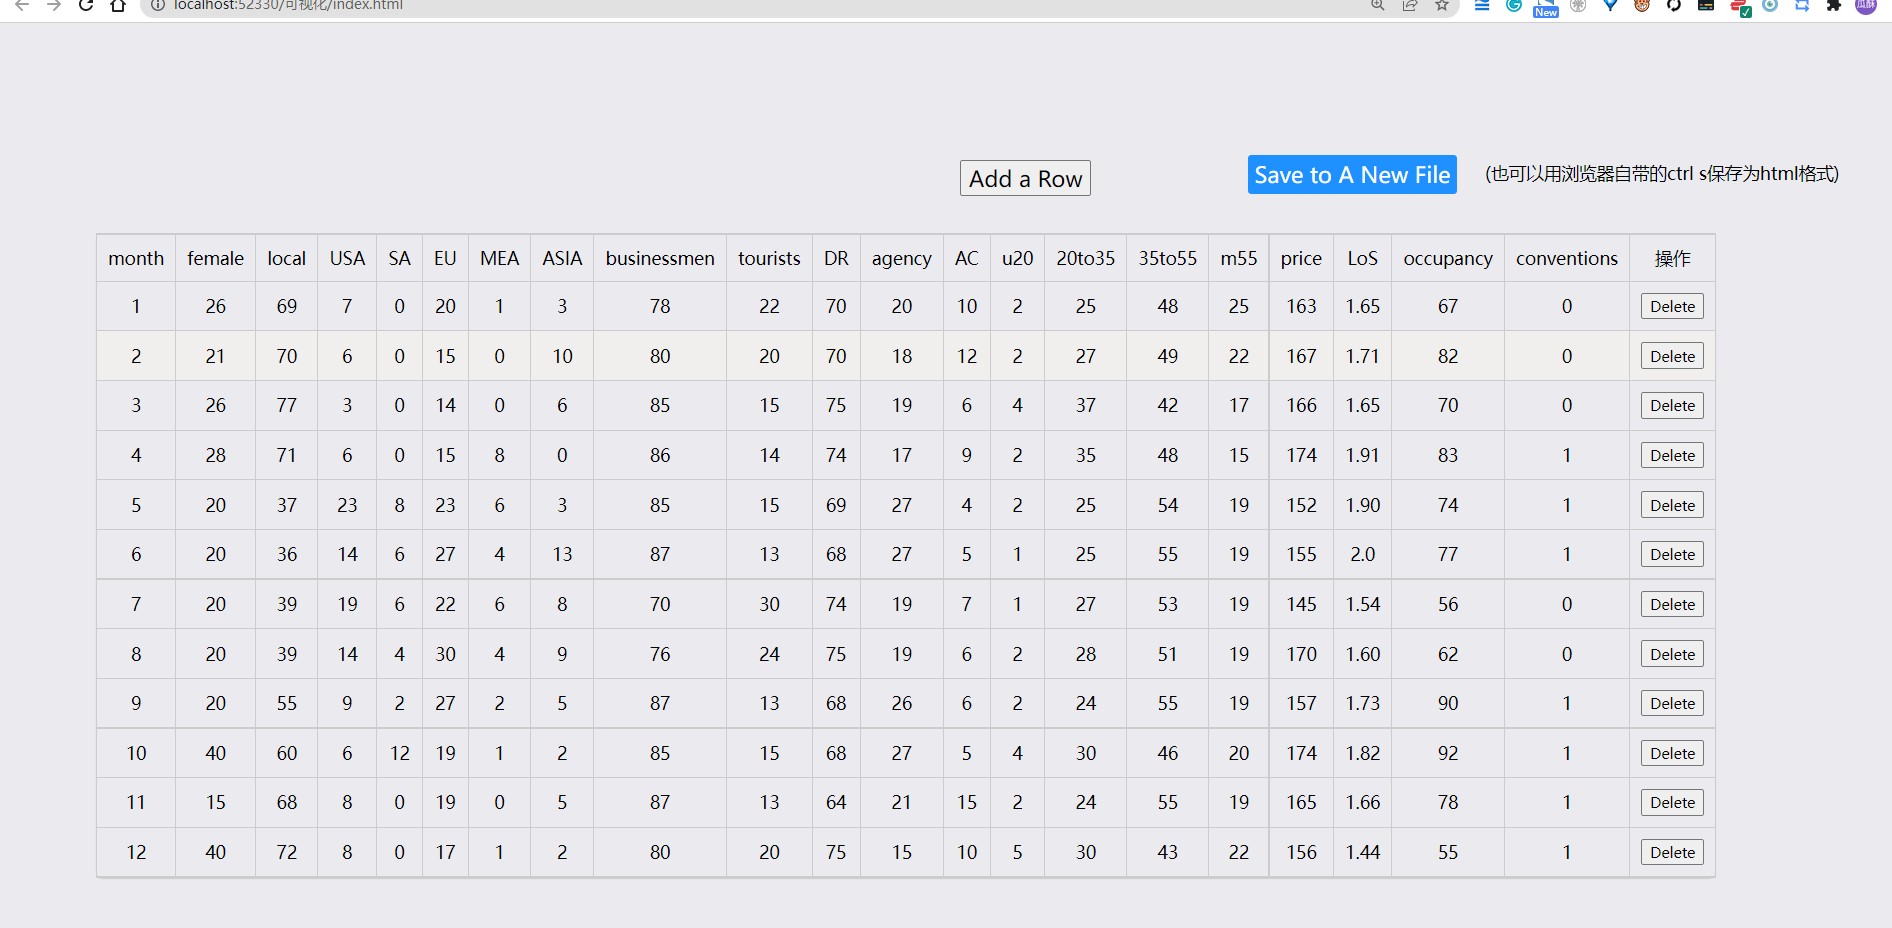 localhost:52330/可视化/index.html
New
Add a Row
Save to A New File
(也可以用浏览器自带的ctrl s保存为html格式)
month female local USA SA EU MEA ASIA businessmen tourists DR agency AC u20 20to35 35to55 m55 price LoS occupancy conventions 操作
1 26 69 7 0 20 1 3 78 22 70 20 10 2 25 48 25 163 1.65 67 0 Delete
2 21 70 6 0 15 0 10 80 20 70 18 12 2 27 49 22 167 1.71 82 0 Delete
3 26 77 3 0 14 0 6 85 15 75 19 6 4 37 42 17 166 1.65 70 0 Delete
4 28 71 6 0 15 8 0 86 14 74 17 9 2 35 48 15 174 1.91 83 1 Delete
5 20 37 23 8 23 6 3 85 15 69 27 4 2 25 54 19 152 1.90 74 1 Delete
6 20 36 14 6 27 4 13 87 13 68 27 5 1 25 55 19 155 2.0 77 1 Delete
7 20 39 19 6 22 6 8 70 30 74 19 7 1 27 53 19 145 1.54 56 0 Delete
8 20 39 14 4 30 4 9 76 24 75 19 6 2 28 51 19 170 1.60 62 0 Delete
9 20 55 9 2 27 2 5 87 13 68 26 6 2 24 55 19 157 1.73 90 1 Delete
10 40 60 6 12 19 1 2 85 15 68 27 5 4 30 46 20 174 1.82 92 1 Delete
11 15 68 8 0 19 0 5 87 13 64 21 15 2 24 55 19 165 1.66 78 1 Delete
12 40 72 8 0 17 1 2 80 20 75 15 10 5 30 43 22 156 1.44 55 1 Delete